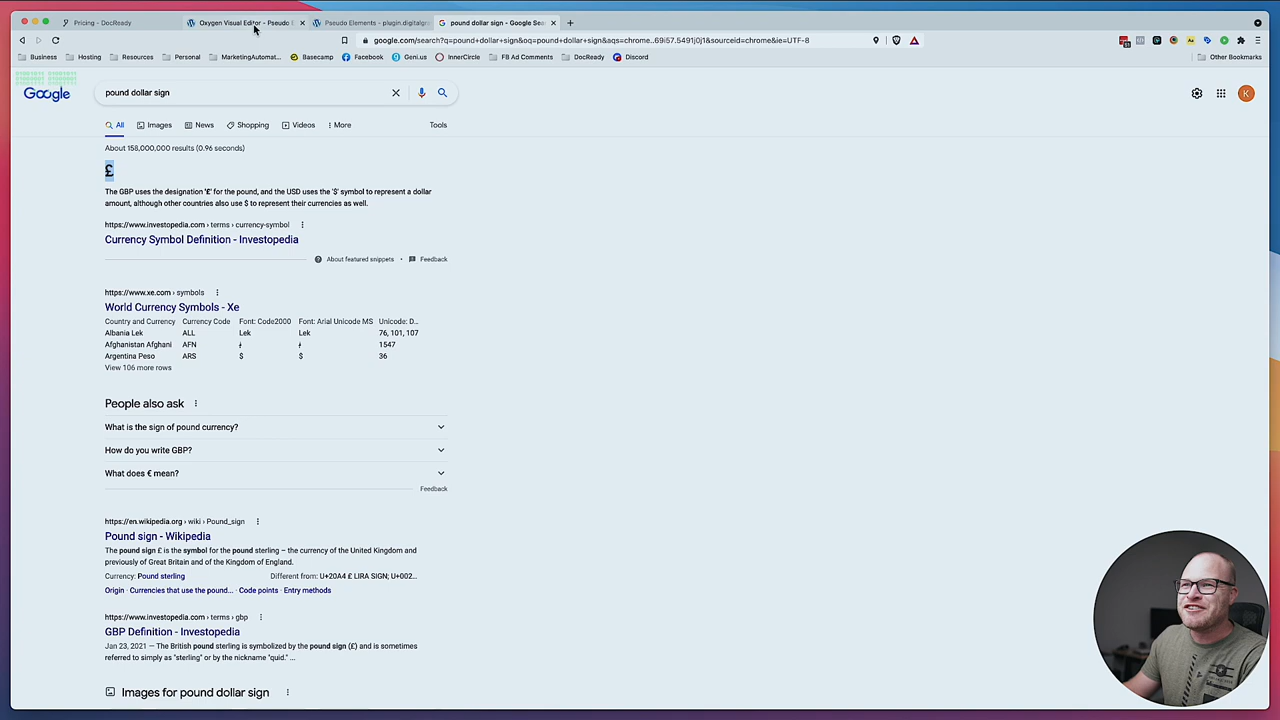 Pricing - DocReady
Oxygen Visual Editor - Pseudo E
Pseudo Elements - plugin.digitalgr
pound dollar sign - Google Sea
google.com/search?q=pound+dollar+sign&oq=pound+dollar+sign&aqs=chrome...69i57.5491j0j1&sourceid=chrome&ie=UTF-8
Business
Hosting
Resources
Personal
MarketingAutomat...
Basecamp
Facebook
Geni.us
InnerCircle
FB Ad Comments
DocReady
Discord
Other Bookmarks
Google
pound dollar sign
K
All
Images
News
Shopping
Videos
More
Tools
About 158,000,000 results (0.96 seconds)
£
The GBP uses the designation '£' for the pound, and the USD uses the '$' symbol to represent a dollar
amount, although other countries also use $ to represent their currencies as well.
https://www.investopedia.com › terms › currency-symbol
Currency Symbol Definition - Investopedia
About featured snippets • Feedback
https://www.xe.com › symbols
World Currency Symbols - Xe
Country and Currency Currency Code Font: Code2000 Font: Arial Unicode MS Unicode: D...
Albania Lek ALL Lek Lek 76, 101, 107
Afghanistan Afghani AFN ؋ ؋ 1547
Argentina Peso ARS $ $ 36
View 106 more rows
People also ask
What is the sign of pound currency?
How do you write GBP?
What does € mean?
Feedback
https://en.wikipedia.org › wiki › Pound_sign
Pound sign - Wikipedia
The pound sign £ is the symbol for the pound sterling – the currency of the United Kingdom and
previously of Great Britain and of the Kingdom of England.
Currency: Pound sterling Different from: U+20A4 ₤ LIRA SIGN; U+002...
Origin · Currencies that use the pound... · Code points · Entry methods
https://www.investopedia.com › terms › gbp
GBP Definition - Investopedia
Jan 23, 2021 — The British pound sterling is symbolized by the pound sign (£) and is sometimes
referred to simply as "sterling" or by the nickname "quid." ...
Images for pound dollar sign